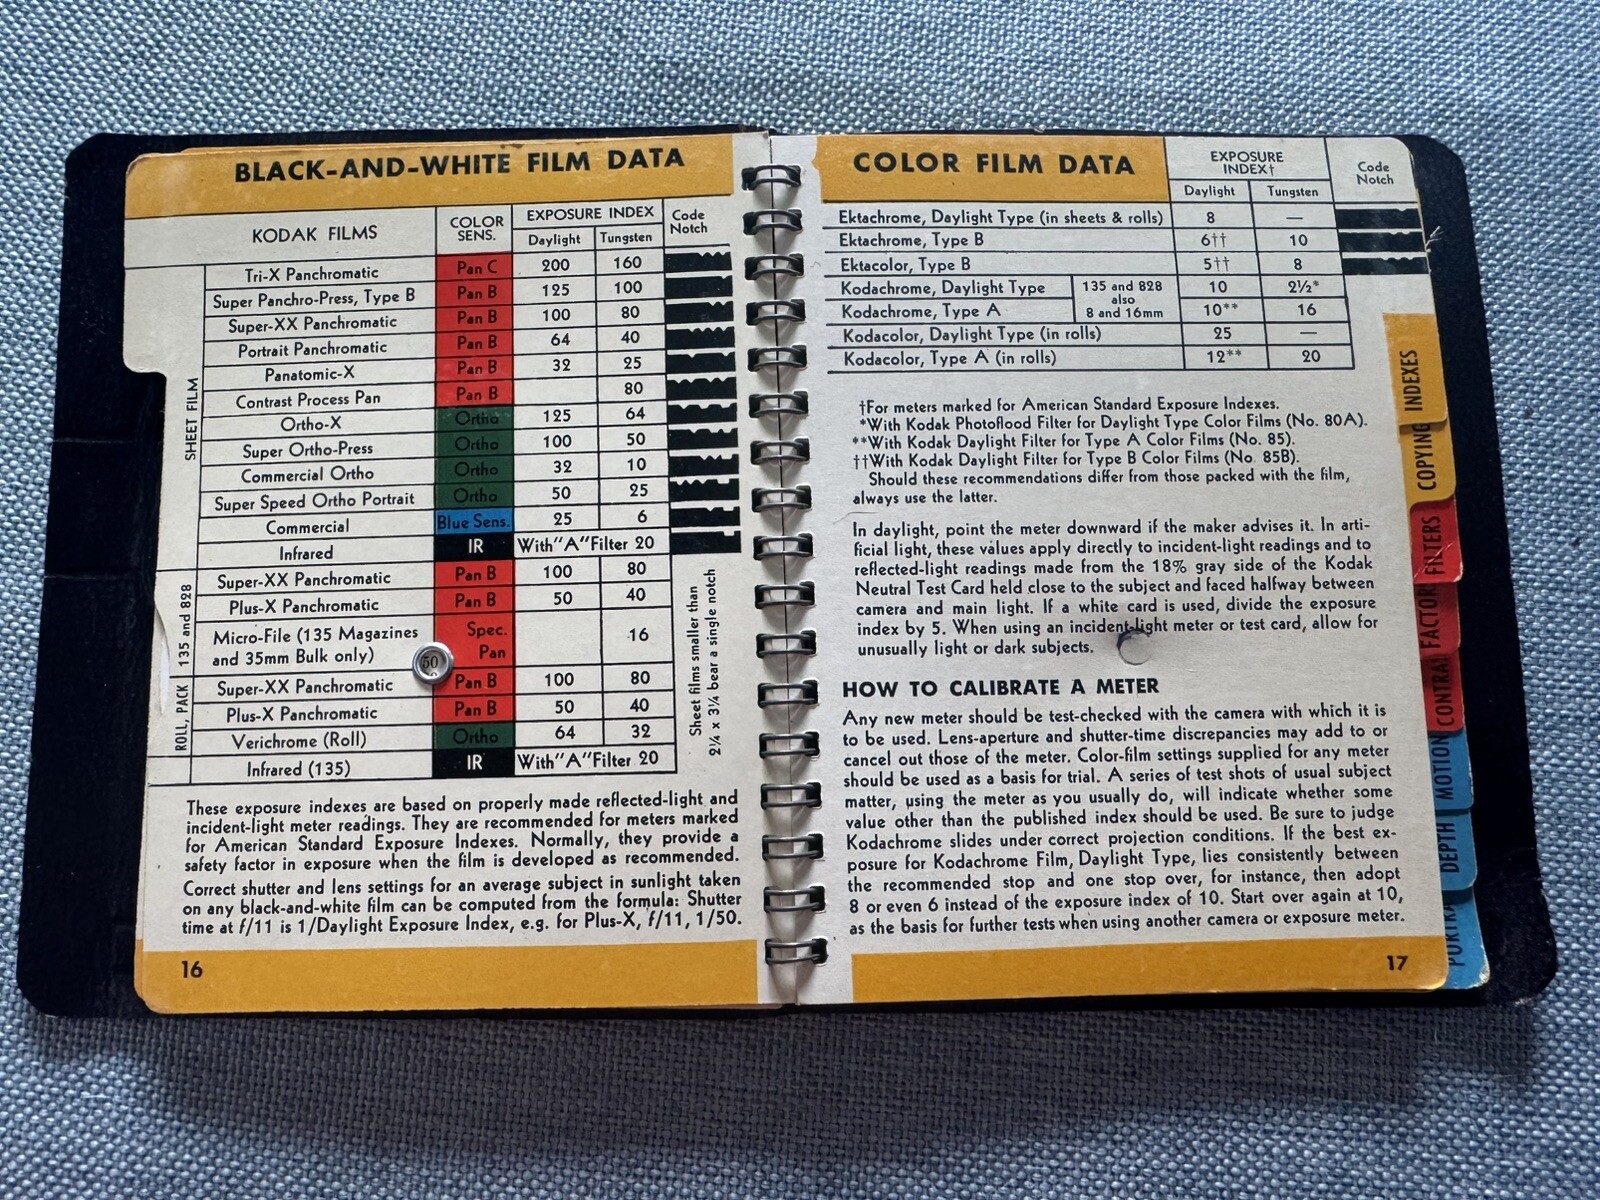 BLACK-AND-WHITE FILM DATA
KODAK FILMS
COLOR SENS.
EXPOSURE INDEX
Daylight Tungsten
Code Notch
SHEET FILM
Tri-X Panchromatic Pan C 200 160
Super Panchro-Press, Type B Pan B 125 100
Super-XX Panchromatic Pan B 100 80
Portrait Panchromatic Pan B 64 40
Panatomic-X Pan B 32 25
Contrast Process Pan Pan B 80
Ortho-X Ortho 125 64
Super Ortho-Press Ortho 100 50
Commercial Ortho Ortho 32 10
Super Speed Ortho Portrait Ortho 50 25
Commercial Blue Sens. 25 6
Infrared IR With "A" Filter 20
135 and 828
Super-XX Panchromatic Pan B 100 80
Plus-X Panchromatic Pan B 50 40
Micro-File (135 Magazines and 35mm Bulk only) Spec. Pan 16
ROLL, PACK
Super-XX Panchromatic Pan B 100 80
Plus-X Panchromatic Pan B 50 40
Verichrome (Roll) Ortho 64 32
Infrared (135) IR With "A" Filter 20
50
Sheet films smaller than
2¼ x 3¼ bear a single notch
These exposure indexes are based on properly made reflected-light and
incident-light meter readings. They are recommended for meters marked
for American Standard Exposure Indexes. Normally, they provide a
safety factor in exposure when the film is developed as recommended.
Correct shutter and lens settings for an average subject in sunlight taken
on any black-and-white film can be computed from the formula: Shutter
time at f/11 is 1/Daylight Exposure Index, e.g. for Plus-X, f/11, 1/50.
16
COLOR FILM DATA
EXPOSURE
INDEX†
Daylight Tungsten
Code
Notch
Ektachrome, Daylight Type (in sheets & rolls) 8 —
Ektachrome, Type B 6†† 10
Ektacolor, Type B 5†† 8
Kodachrome, Daylight Type 10 2½*
Kodachrome, Type A 10** 16
135 and 828
also
8 and 16mm
Kodacolor, Daylight Type (in rolls) 25 —
Kodacolor, Type A (in rolls) 12** 20
†For meters marked for American Standard Exposure Indexes.
*With Kodak Photoflood Filter for Daylight Type Color Films (No. 80A).
**With Kodak Daylight Filter for Type A Color Films (No. 85).
††With Kodak Daylight Filter for Type B Color Films (No. 85B).
Should these recommendations differ from those packed with the film,
always use the latter.
In daylight, point the meter downward if the maker advises it. In arti-
ficial light, these values apply directly to incident-light readings and to
reflected-light readings made from the 18% gray side of the Kodak
Neutral Test Card held close to the subject and faced halfway between
camera and main light. If a white card is used, divide the exposure
index by 5. When using an incident-light meter or test card, allow for
unusually light or dark subjects.
HOW TO CALIBRATE A METER
Any new meter should be test-checked with the camera with which it is
to be used. Lens-aperture and shutter-time discrepancies may add to or
cancel out those of the meter. Color-film settings supplied for any meter
should be used as a basis for trial. A series of test shots of usual subject
matter, using the meter as you usually do, will indicate whether some
value other than the published index should be used. Be sure to judge
Kodachrome slides under correct projection conditions. If the best ex-
posure for Kodachrome Film, Daylight Type, lies consistently between
the recommended stop and one stop over, for instance, then adopt
8 or even 6 instead of the exposure index of 10. Start over again at 10,
as the basis for further tests when using another camera or exposure meter.
17
INDEXES
COPYING
FILTERS
FACTOR
CONTRA
MOTION
DEPTH
PORTRA